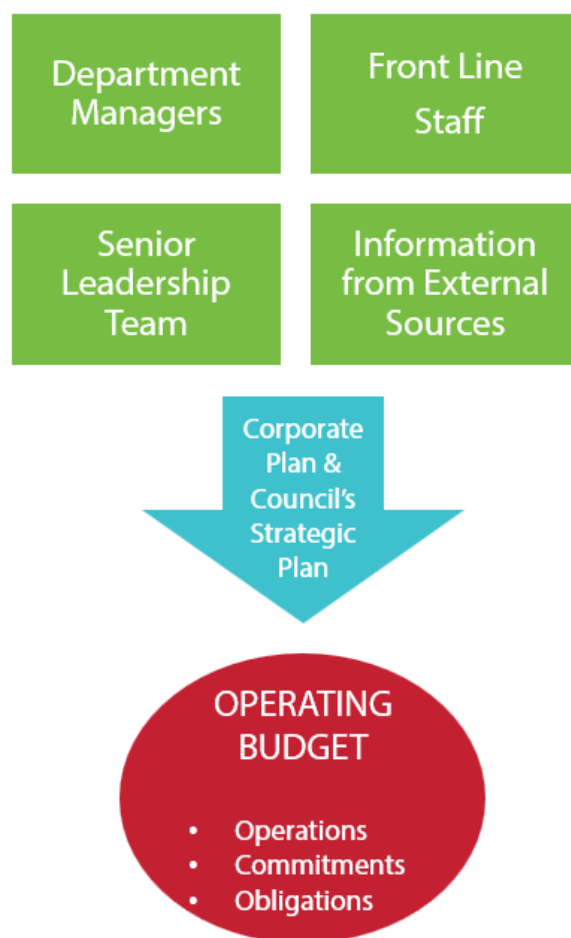 Department
Managers
Front Line
Staff
Senior
Leadership
Team
Information
from External
Sources
Corporate
Plan &
Council's
Strategic
Plan
OPERATING
BUDGET
• Operations
• Commitments
• Obligations